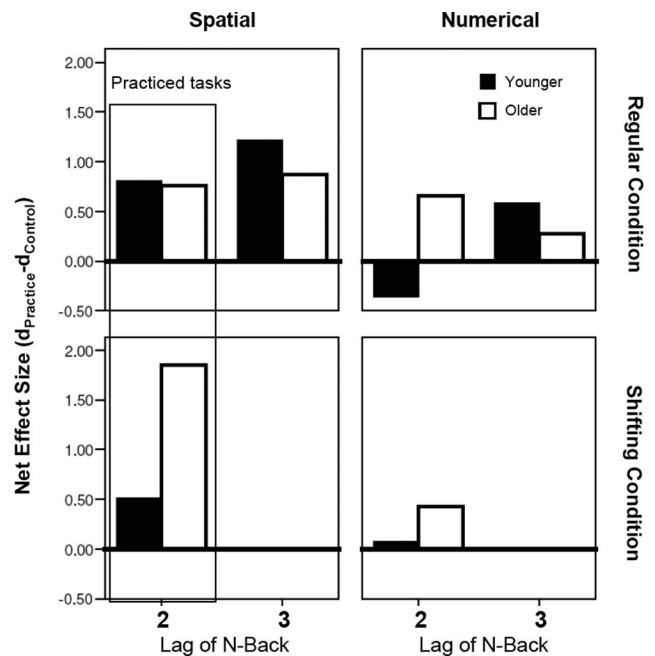 Spatial
Numerical
2.00
1.50
1.00
0.50
0.00
-0.50
Practiced tasks
Younger
Older
Regular Condition
2.00
1.50
1.00
0.50
0.00
-0.50
Shifting Condition
Net Effect Size (dPractice-dControl)
2
3
2
3
Lag of N-Back
Lag of N-Back